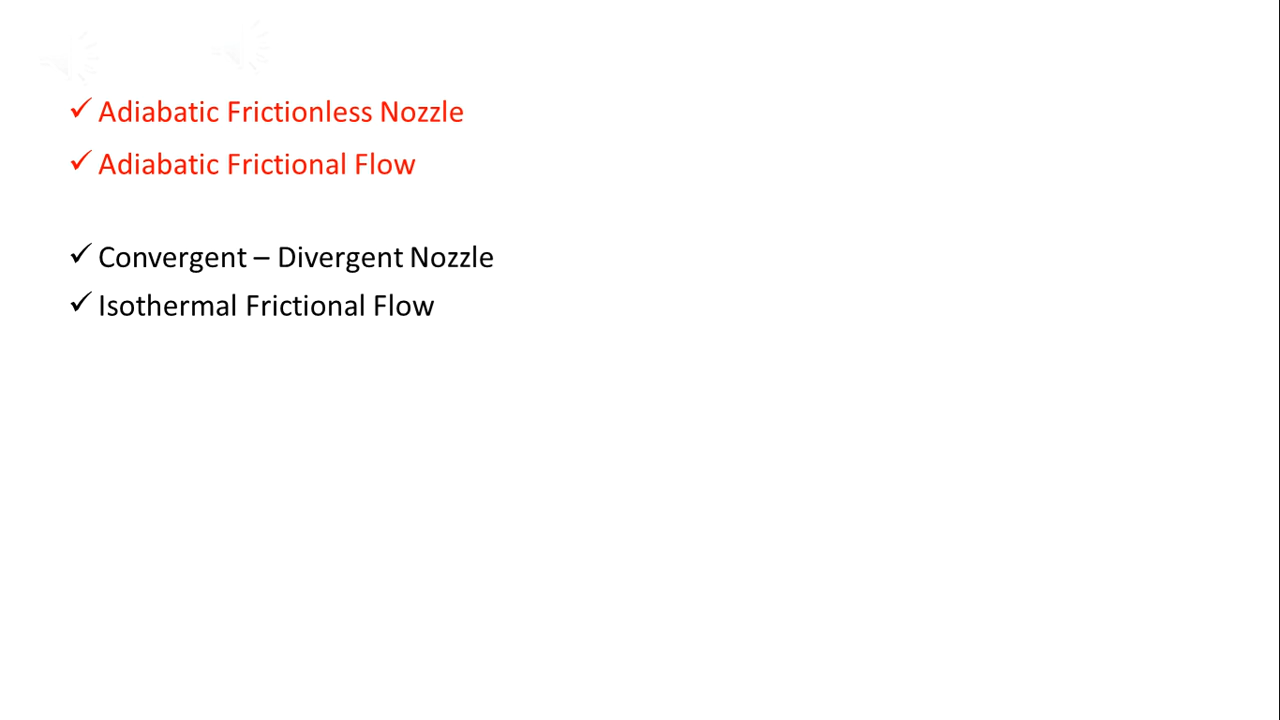 ✓ Adiabatic Frictionless Nozzle
✓ Adiabatic Frictional Flow
✓ Convergent – Divergent Nozzle
✓ Isothermal Frictional Flow